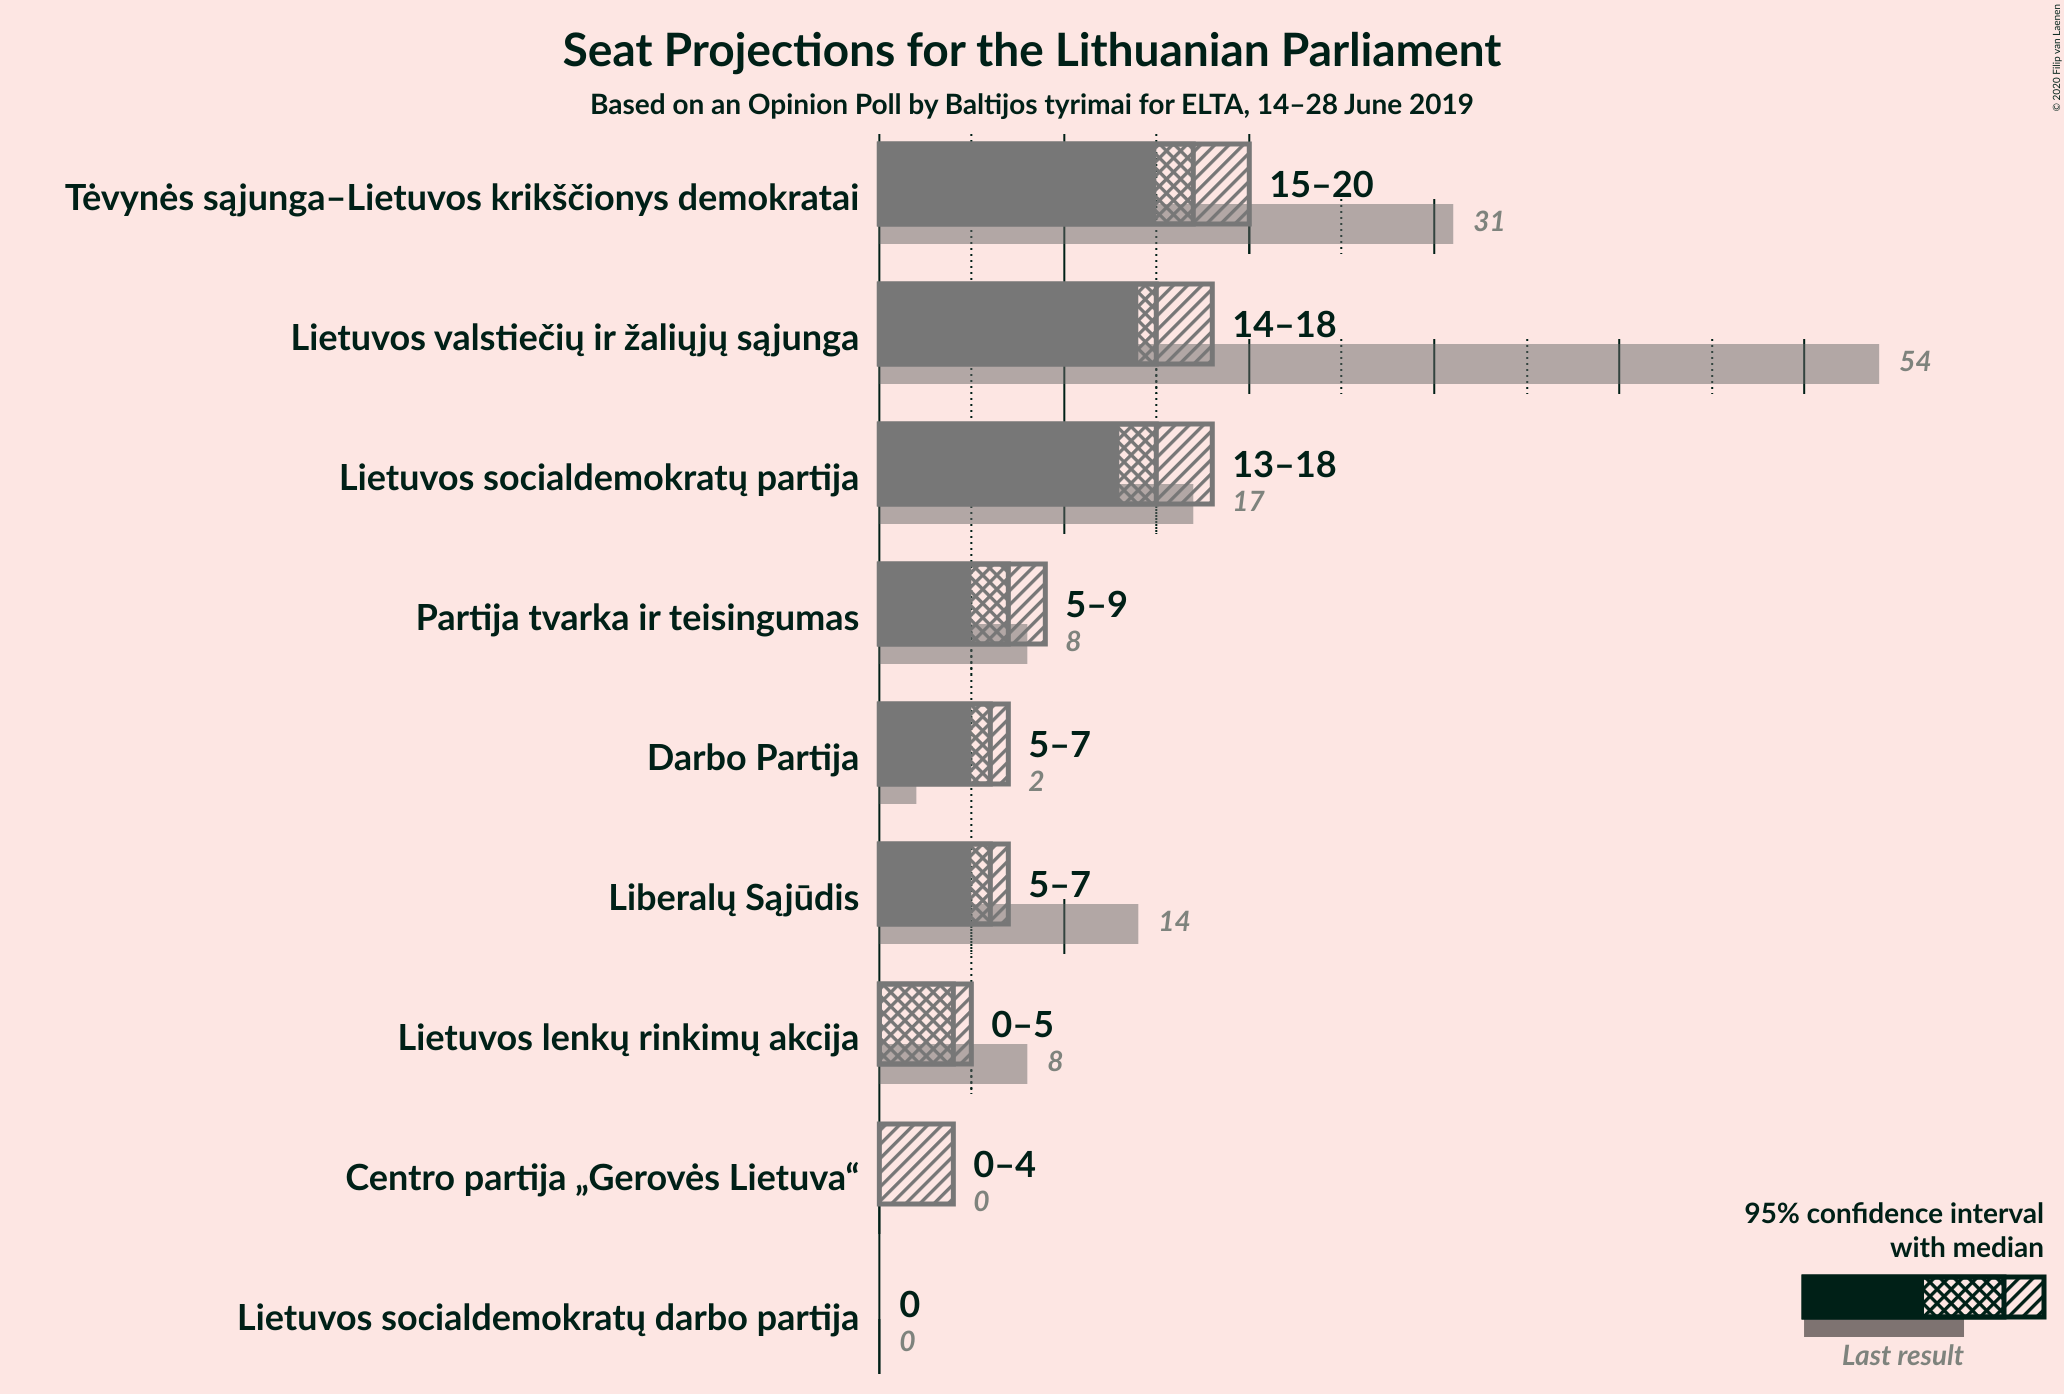 Seat Projections for the Lithuanian Parliament
Based on an Opinion Poll by Baltijos tyrimai for ELTA, 14–28 June 2019
© 2020 Filip van Laenen
Tėvynės sąjunga–Lietuvos krikščionys demokratai
15–20
31
Lietuvos valstiečių ir žaliųjų sąjunga
14–18
54
Lietuvos socialdemokratų partija
13–18
17
Partija tvarka ir teisingumas
5–9
8
Darbo Partija
5–7
2
Liberalų Sąjūdis
5–7
14
Lietuvos lenkų rinkimų akcija
0–5
8
Centro partija „Gerovės Lietuva“
0–4
0
Lietuvos socialdemokratų darbo partija
0
0
95% confidence interval
with median
Last result